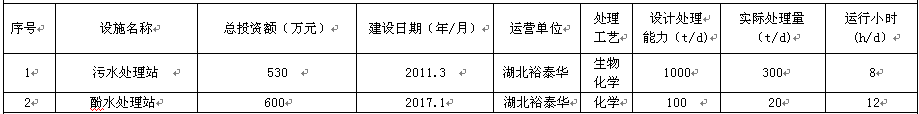 序号 设施名称 总投资额（万元） 建设日期（年/月） 运营单位 处理工艺 设计处理能力（t/d） 实际处理量（t/d） 运行小时（h/d）
1 污水处理站 530 2011.3 湖北裕泰华 生物化学 1000 300 8
2 酚水处理站 600 2017.1 湖北裕泰华 化学 100 20 12